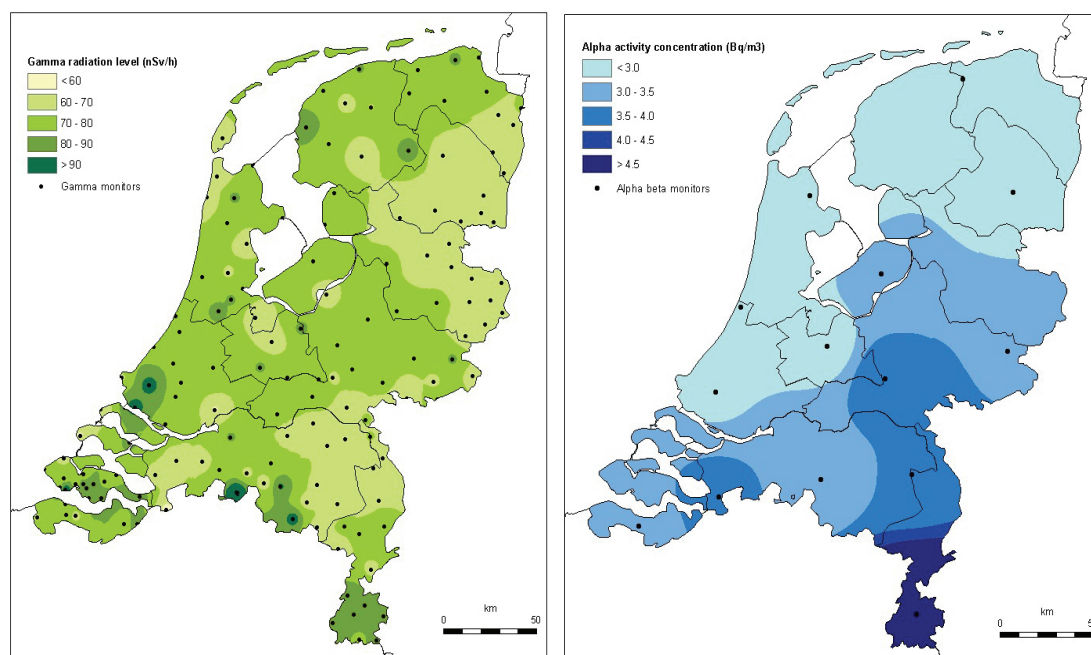 Gamma radiation level (nSv/h)
< 60
60 - 70
70 - 80
80 - 90
> 90
Gamma monitors
km
0 50
Alpha activity concentration (Bq/m3)
< 3.0
3.0 - 3.5
3.5 - 4.0
4.0 - 4.5
> 4.5
Alpha beta monitors
km
0